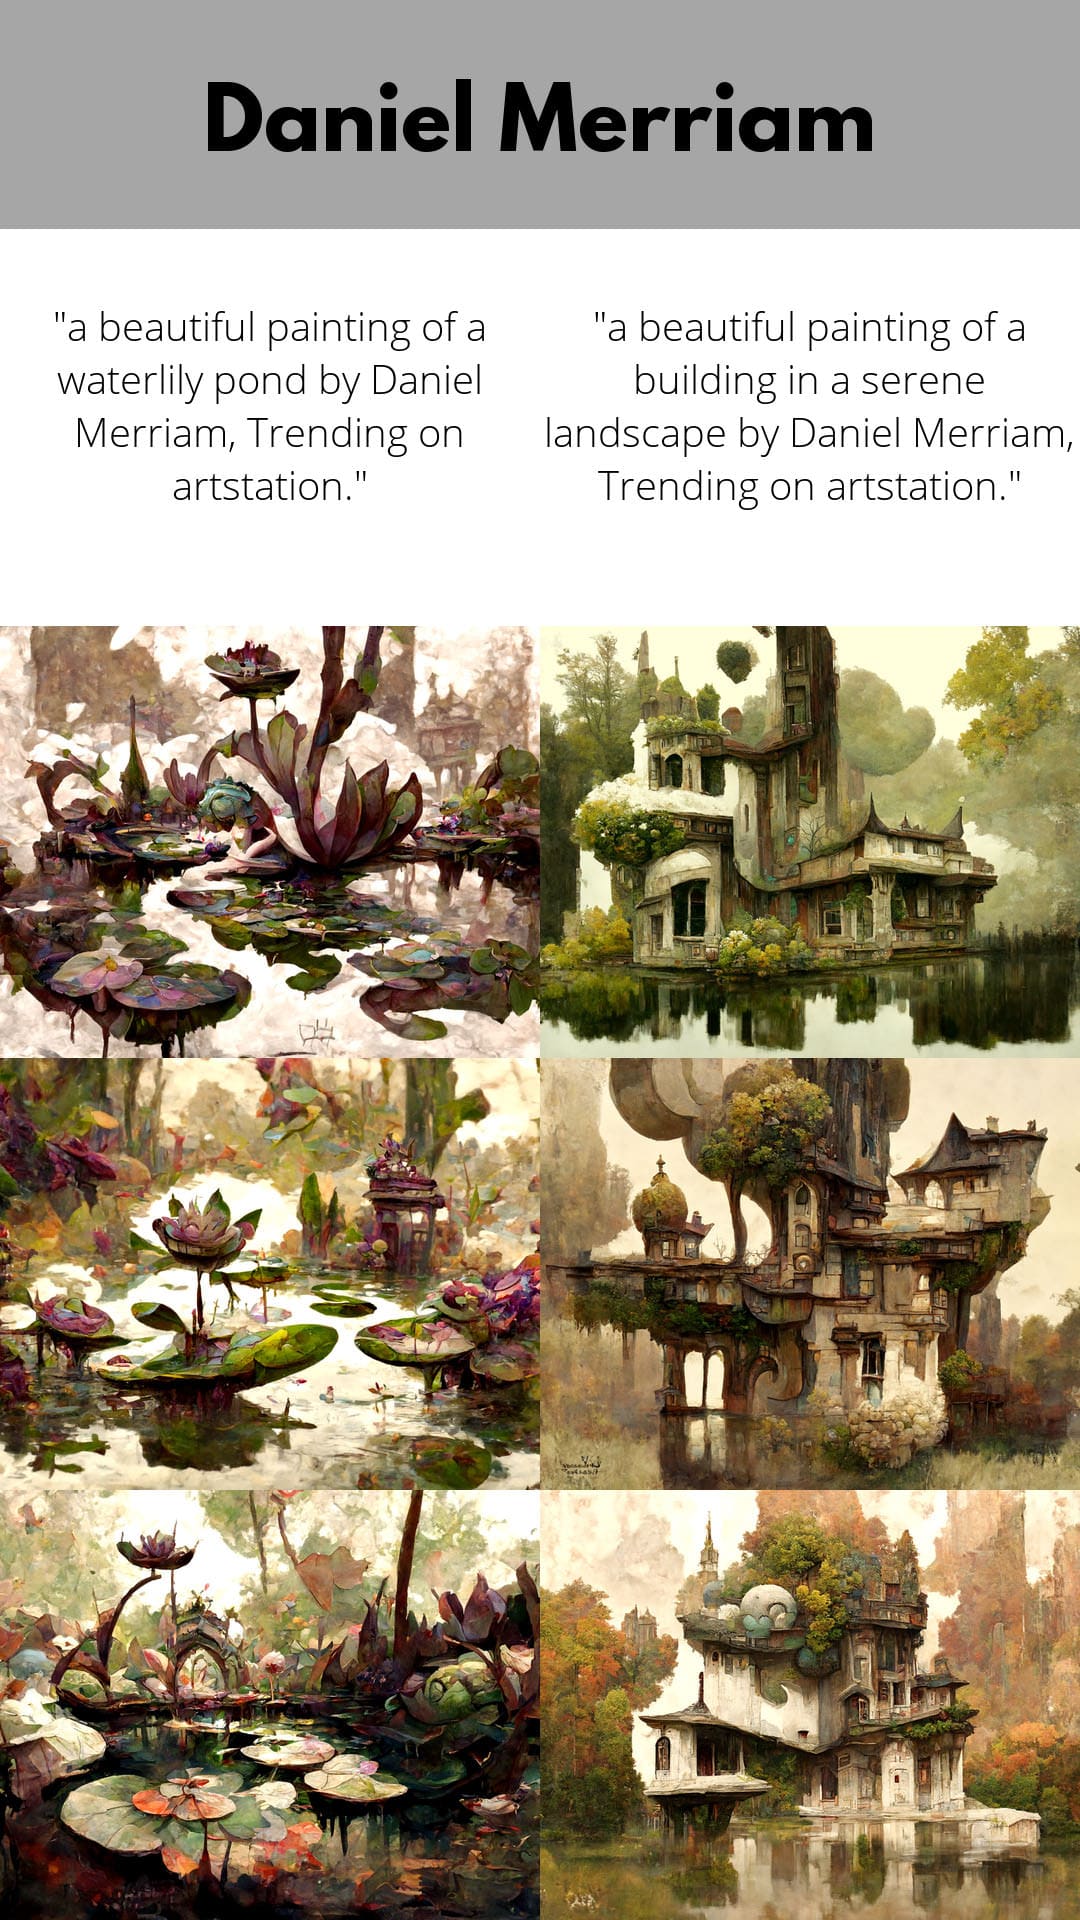 Daniel Merriam
"a beautiful painting of a
waterlily pond by Daniel
Merriam, Trending on
artstation."
"a beautiful painting of a
building in a serene
landscape by Daniel Merriam,
Trending on artstation."